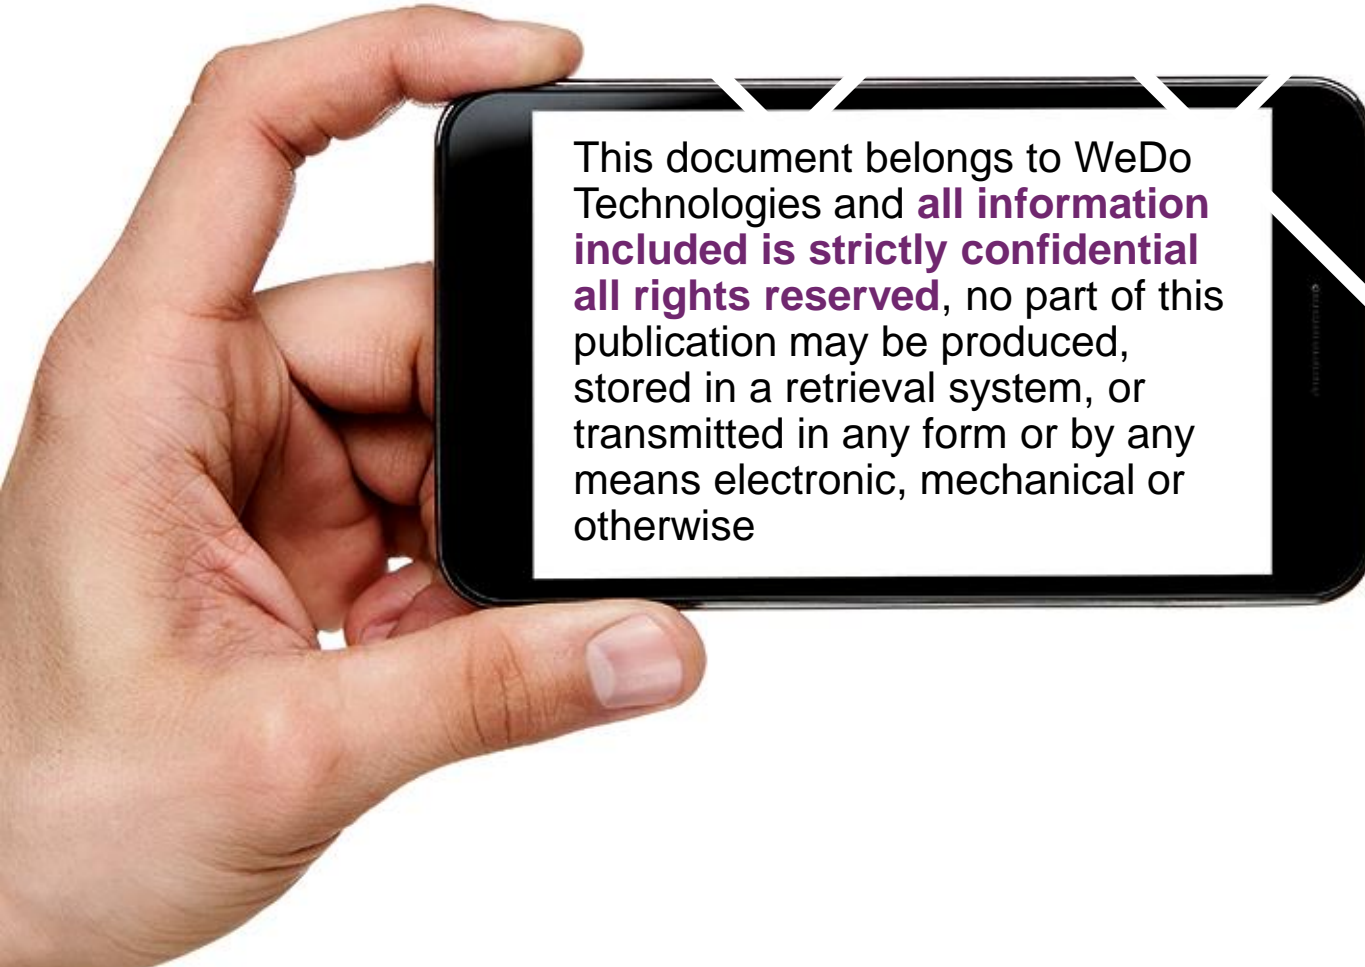 This document belongs to WeDo
Technologies and all information
included is strictly confidential
all rights reserved, no part of this
publication may be produced,
stored in a retrieval system, or
transmitted in any form or by any
means electronic, mechanical or
otherwise